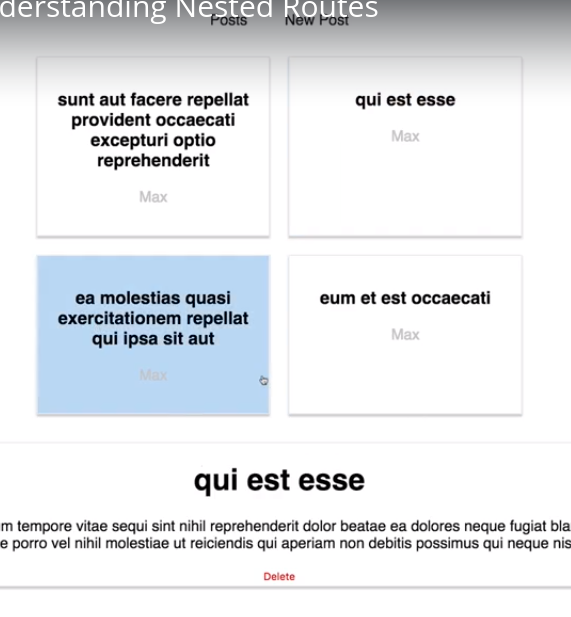 derstanding Nested Routes
Posts New Post
sunt aut facere repellat
provident occaecati
excepturi optio
reprehenderit
Max
qui est esse
Max
ea molestias quasi
exercitationem repellat
qui ipsa sit aut
Max
eum et est occaecati
Max
qui est esse
m tempore vitae sequi sint nihil reprehenderit dolor beatae ea dolores neque fugiat bla
e porro vel nihil molestiae ut reiciendis qui aperiam non debitis possimus qui neque nis
Delete